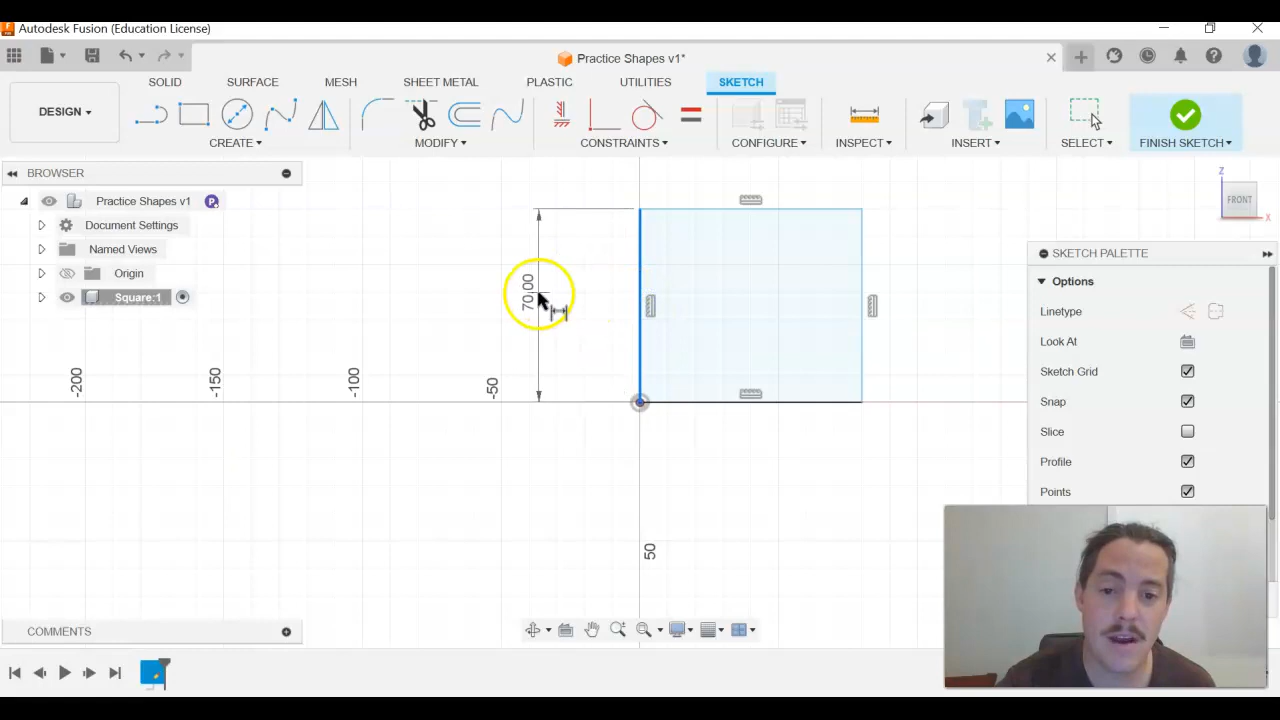 Autodesk Fusion (Education License)
Practice Shapes v1*
DESIGN
SOLID SURFACE MESH SHEET METAL PLASTIC UTILITIES SKETCH
CREATE MODIFY CONSTRAINTS CONFIGURE INSPECT INSERT SELECT FINISH SKETCH
BROWSER
Practice Shapes v1 P
Document Settings
Named Views
Origin
Square:1
Z
FRONT
X
SKETCH PALETTE
Options
Linetype
Look At
Sketch Grid
Snap
Slice
Profile
Points
70.00
-200 -150 -100 -50
50
COMMENTS